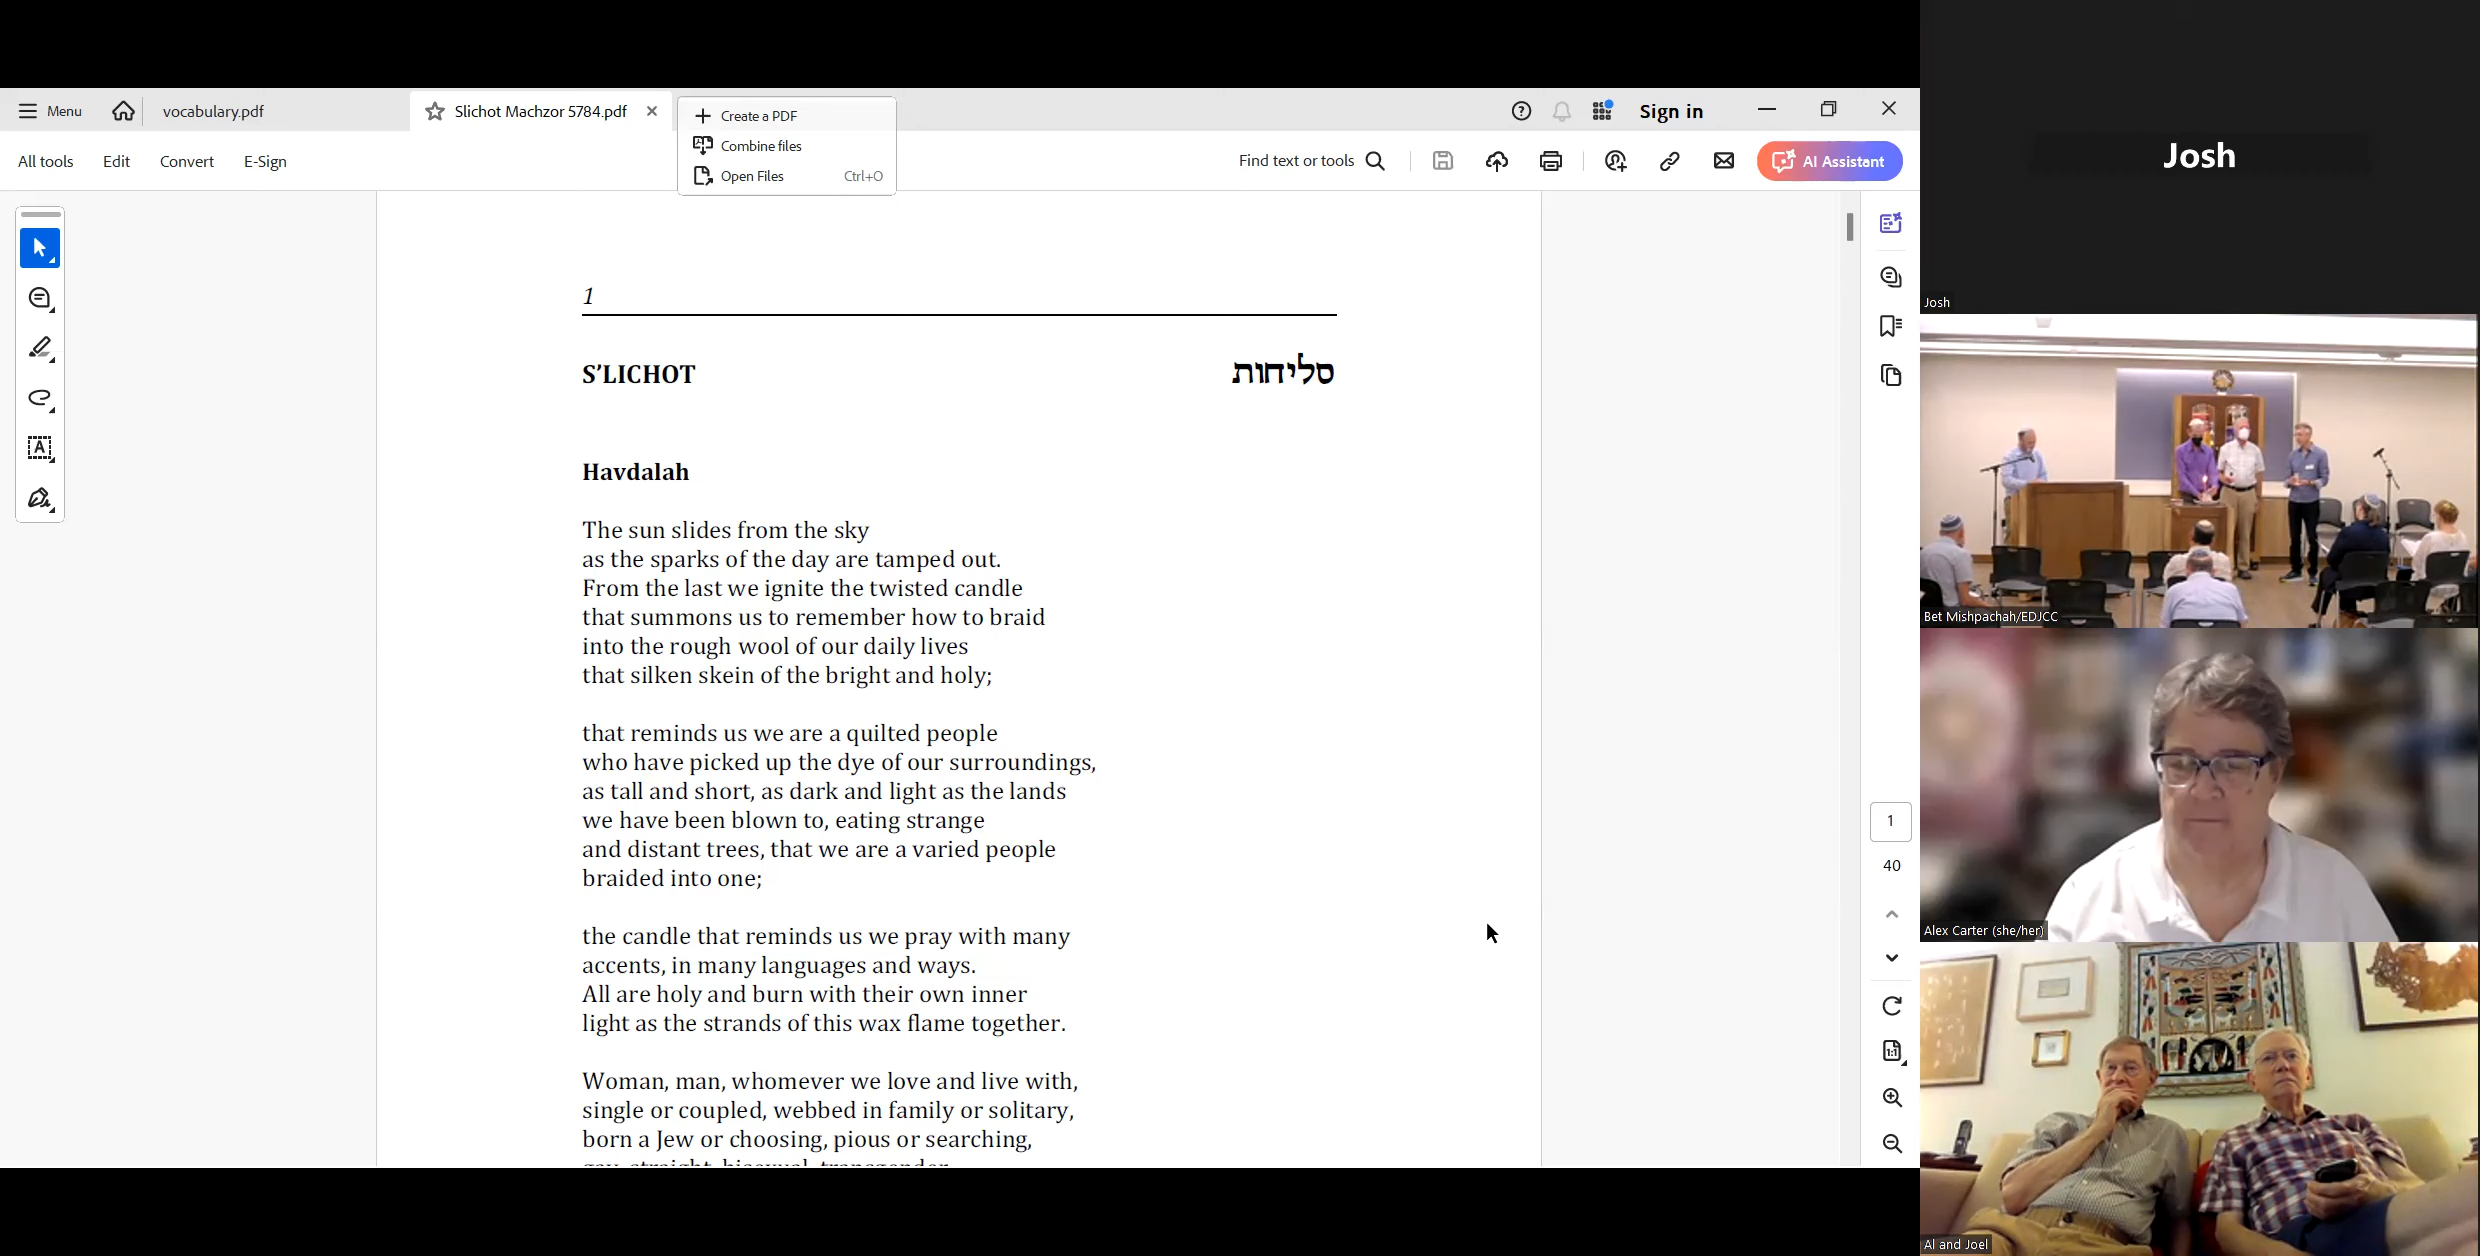 Menu
vocabulary.pdf
Slichot Machzor 5784.pdf
Create a PDF
Combine files
Open Files Ctrl+O
Sign in
All tools
Edit
Convert
E-Sign
Find text or tools
AI Assistant
1
S’LICHOT סליחות
Havdalah
The sun slides from the sky
as the sparks of the day are tamped out.
From the last we ignite the twisted candle
that summons us to remember how to braid
into the rough wool of our daily lives
that silken skein of the bright and holy;
that reminds us we are a quilted people
who have picked up the dye of our surroundings,
as tall and short, as dark and light as the lands
we have been blown to, eating strange
and distant trees, that we are a varied people
braided into one;
the candle that reminds us we pray with many
accents, in many languages and ways.
All are holy and burn with their own inner
light as the strands of this wax flame together.
Woman, man, whomever we love and live with,
single or coupled, webbed in family or solitary,
born a Jew or choosing, pious or searching,
gay, straight, bisexual, transgender
1
40
Josh
Josh
Bet Mishpachah/EDJCC
Alex Carter (she/her)
Al and Joel